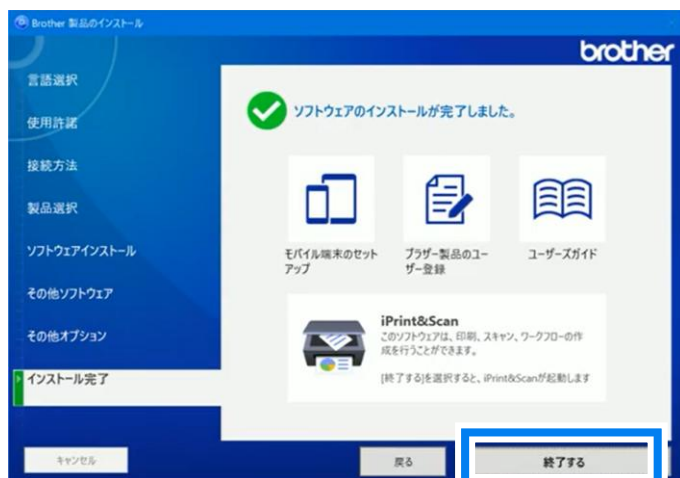 Brother 製品のインストール
brother
言語選択
使用許諾
接続方法
製品選択
ソフトウェアインストール
その他ソフトウェア
その他オプション
インストール完了
ソフトウェアのインストールが完了しました。
モバイル端末のセット
アップ
ブラザー製品のユー
ザー登録
ユーザーズガイド
iPrint&Scan
このソフトウェアは、印刷、スキャン、ワークフローの作
成を行うことができます。
[終了する]を選択すると、iPrint&Scanが起動します
キャンセル
戻る
終了する